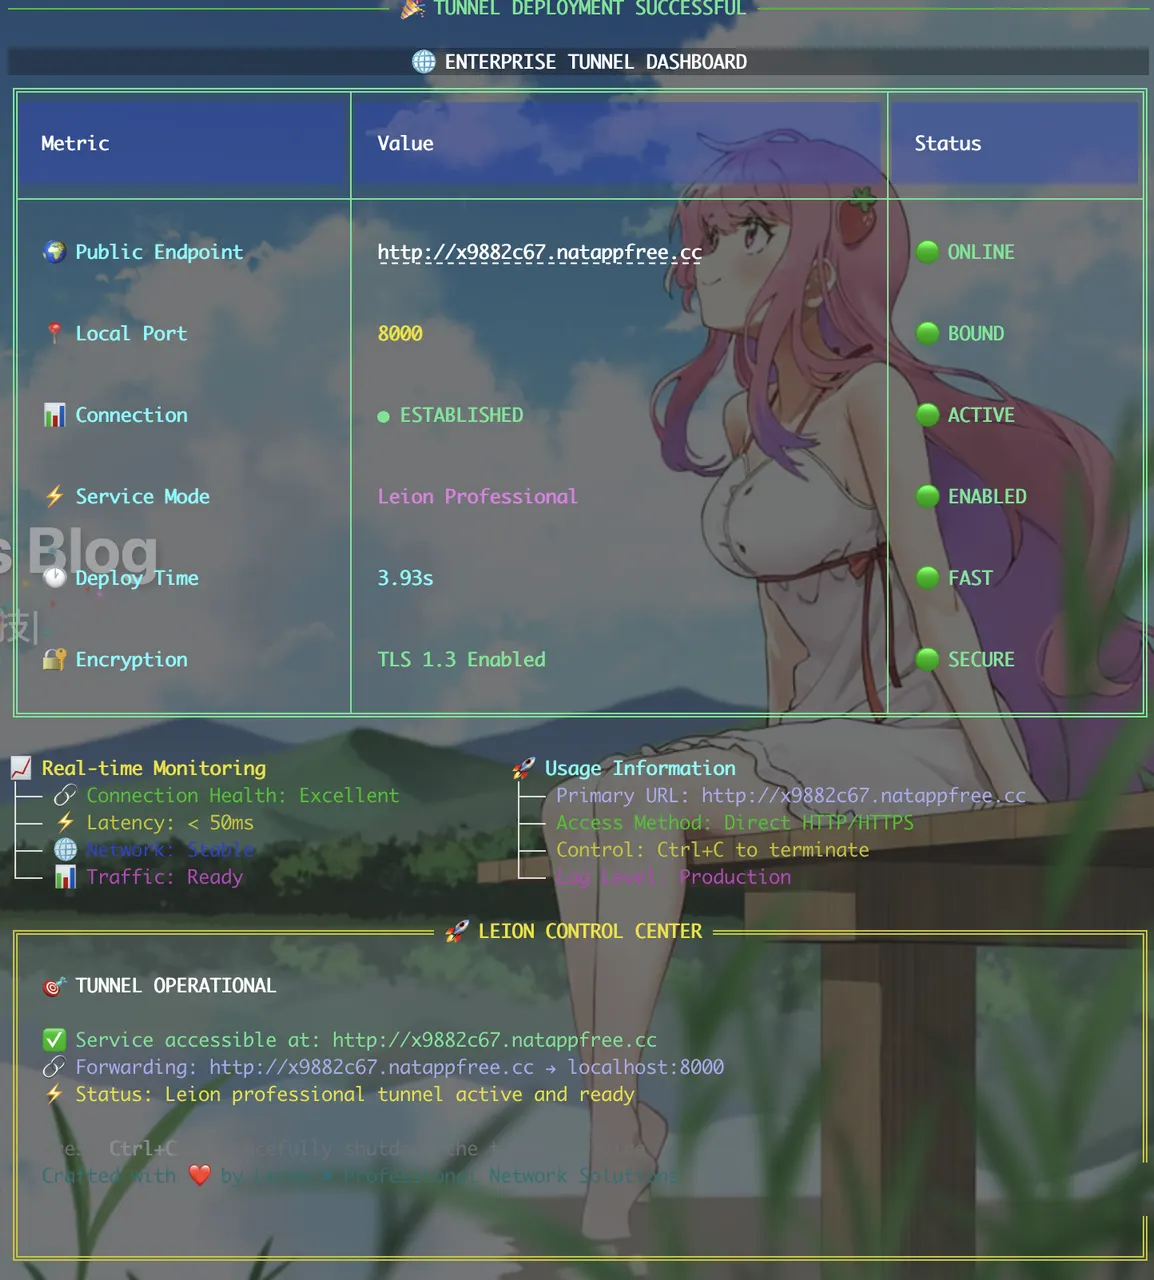 🎉 TUNNEL DEPLOYMENT SUCCESSFUL
🌐 ENTERPRISE TUNNEL DASHBOARD
Metric Value Status
🌍 Public Endpoint http://x9882c67.natappfree.cc 🟢 ONLINE
📍 Local Port 8000 🟢 BOUND
📊 Connection ● ESTABLISHED 🟢 ACTIVE
⚡ Service Mode Leion Professional 🟢 ENABLED
s Blog
🕐 Deploy Time 3.93s 🟢 FAST
技|
🔐 Encryption TLS 1.3 Enabled 🟢 SECURE
📈 Real-time Monitoring
🔗 Connection Health: Excellent
⚡ Latency: < 50ms
🌐 Network: Stable
📊 Traffic: Ready
🚀 Usage Information
Primary URL: http://x9882c67.natappfree.cc
Access Method: Direct HTTP/HTTPS
Control: Ctrl+C to terminate
Log Level: Production
🚀 LEION CONTROL CENTER
🎯 TUNNEL OPERATIONAL
✅ Service accessible at: http://x9882c67.natappfree.cc
🔗 Forwarding: http://x9882c67.natappfree.cc → localhost:8000
⚡ Status: Leion professional tunnel active and ready
Ctrl+C the
Crafted with ❤️ by Professional Network Solutions